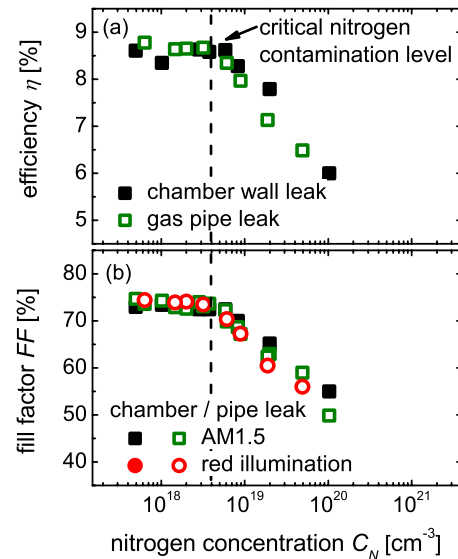 (a)
critical nitrogen
contamination level
9
8
7
6
5
efficiency η [%]
chamber wall leak
gas pipe leak
(b)
80
70
60
50
40
fill factor FF [%]
chamber / pipe leak
AM1.5
red illumination
10^18 10^19 10^20 10^21
nitrogen concentration C_N [cm^-3]